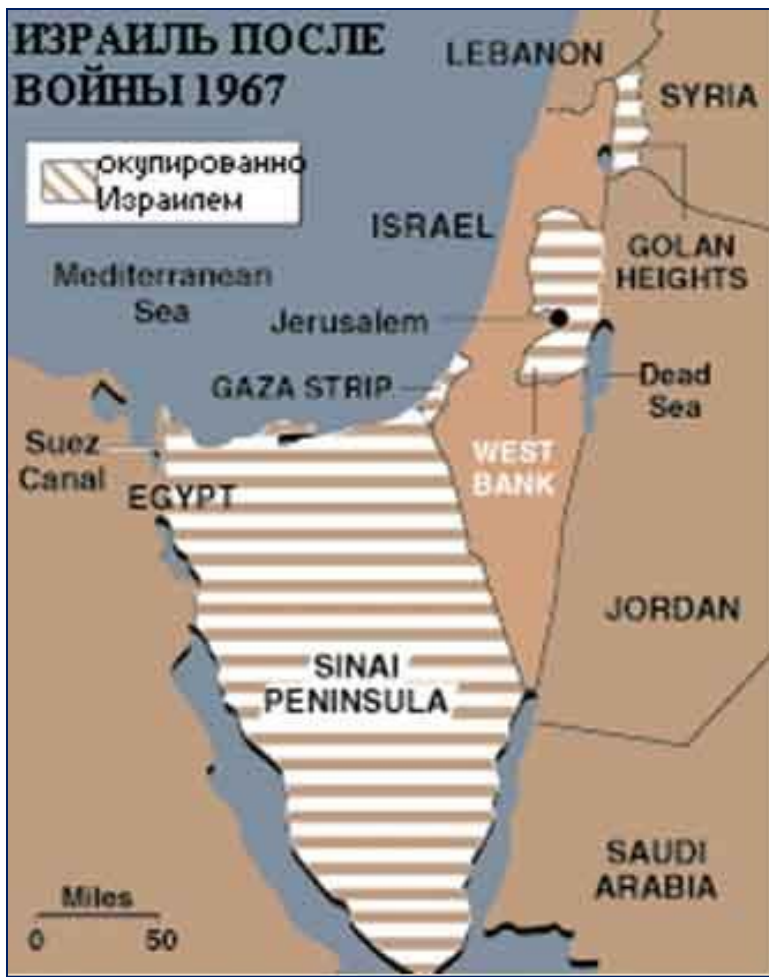 ИЗРАИЛЬ ПОСЛЕ
ВОЙНЫ 1967
LEBANON
SYRIA
окупированно
Израилем
ISRAEL
GOLAN
HEIGHTS
Mediterranean
Sea
Jerusalem
GAZA STRIP
Dead
Sea
Suez
Canal
WEST
BANK
EGYPT
JORDAN
SINAI
PENINSULA
SAUDI
ARABIA
Miles
0 50